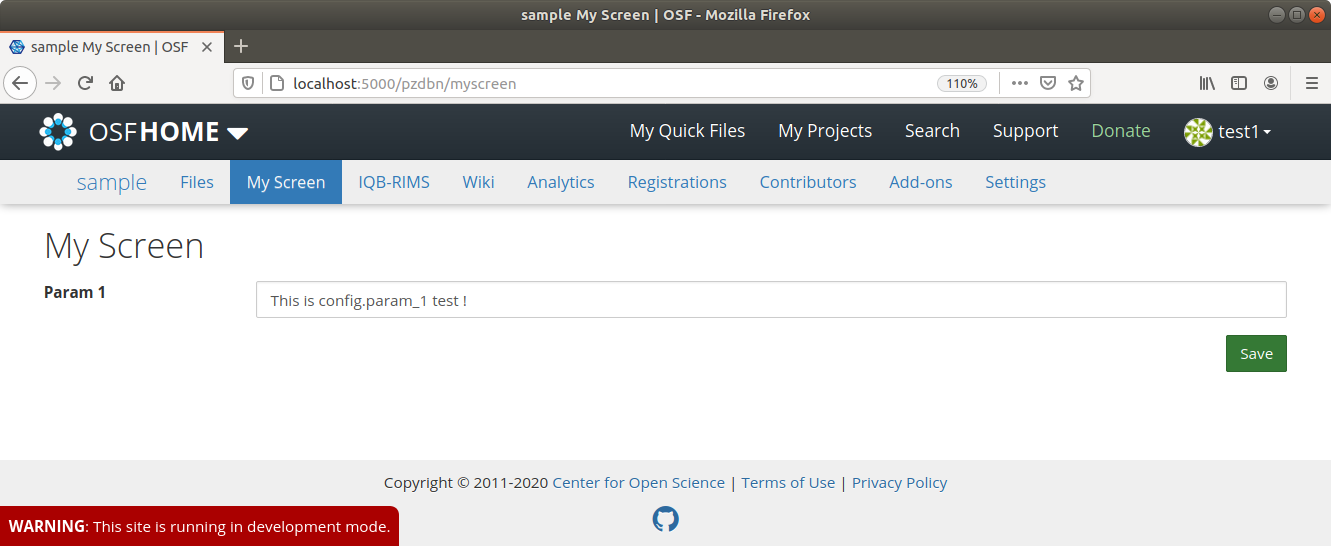 sample My Screen | OSF - Mozilla Firefox
sample My Screen | OSF
localhost:5000/pzdbn/myscreen 110%
OSFHOME My Quick Files My Projects Search Support Donate test1
sample Files My Screen IQB-RIMS Wiki Analytics Registrations Contributors Add-ons Settings
My Screen
Param 1 This is config.param_1 test !
Save
Copyright © 2011-2020 Center for Open Science | Terms of Use | Privacy Policy
WARNING: This site is running in development mode.